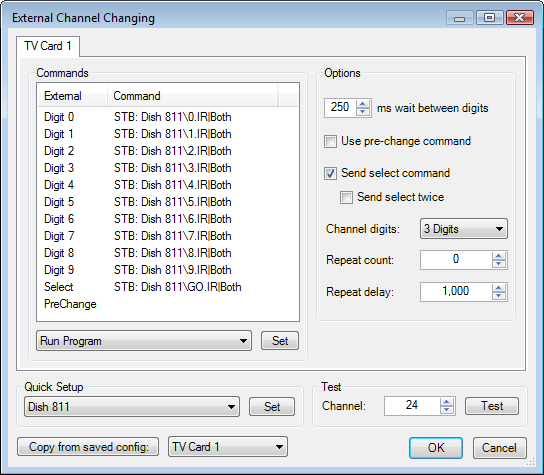 External Channel Changing
TV Card 1
Commands
External Command
Digit 0 STB: Dish 811\0.IR|Both
Digit 1 STB: Dish 811\1.IR|Both
Digit 2 STB: Dish 811\2.IR|Both
Digit 3 STB: Dish 811\3.IR|Both
Digit 4 STB: Dish 811\4.IR|Both
Digit 5 STB: Dish 811\5.IR|Both
Digit 6 STB: Dish 811\6.IR|Both
Digit 7 STB: Dish 811\7.IR|Both
Digit 8 STB: Dish 811\8.IR|Both
Digit 9 STB: Dish 811\9.IR|Both
Select STB: Dish 811\GO.IR|Both
PreChange
Run Program Set
Options
250 ms wait between digits
Use pre-change command
Send select command
Send select twice
Channel digits: 3 Digits
Repeat count: 0
Repeat delay: 1,000
Quick Setup
Dish 811 Set
Test
Channel: 24 Test
Copy from saved config: TV Card 1
OK Cancel